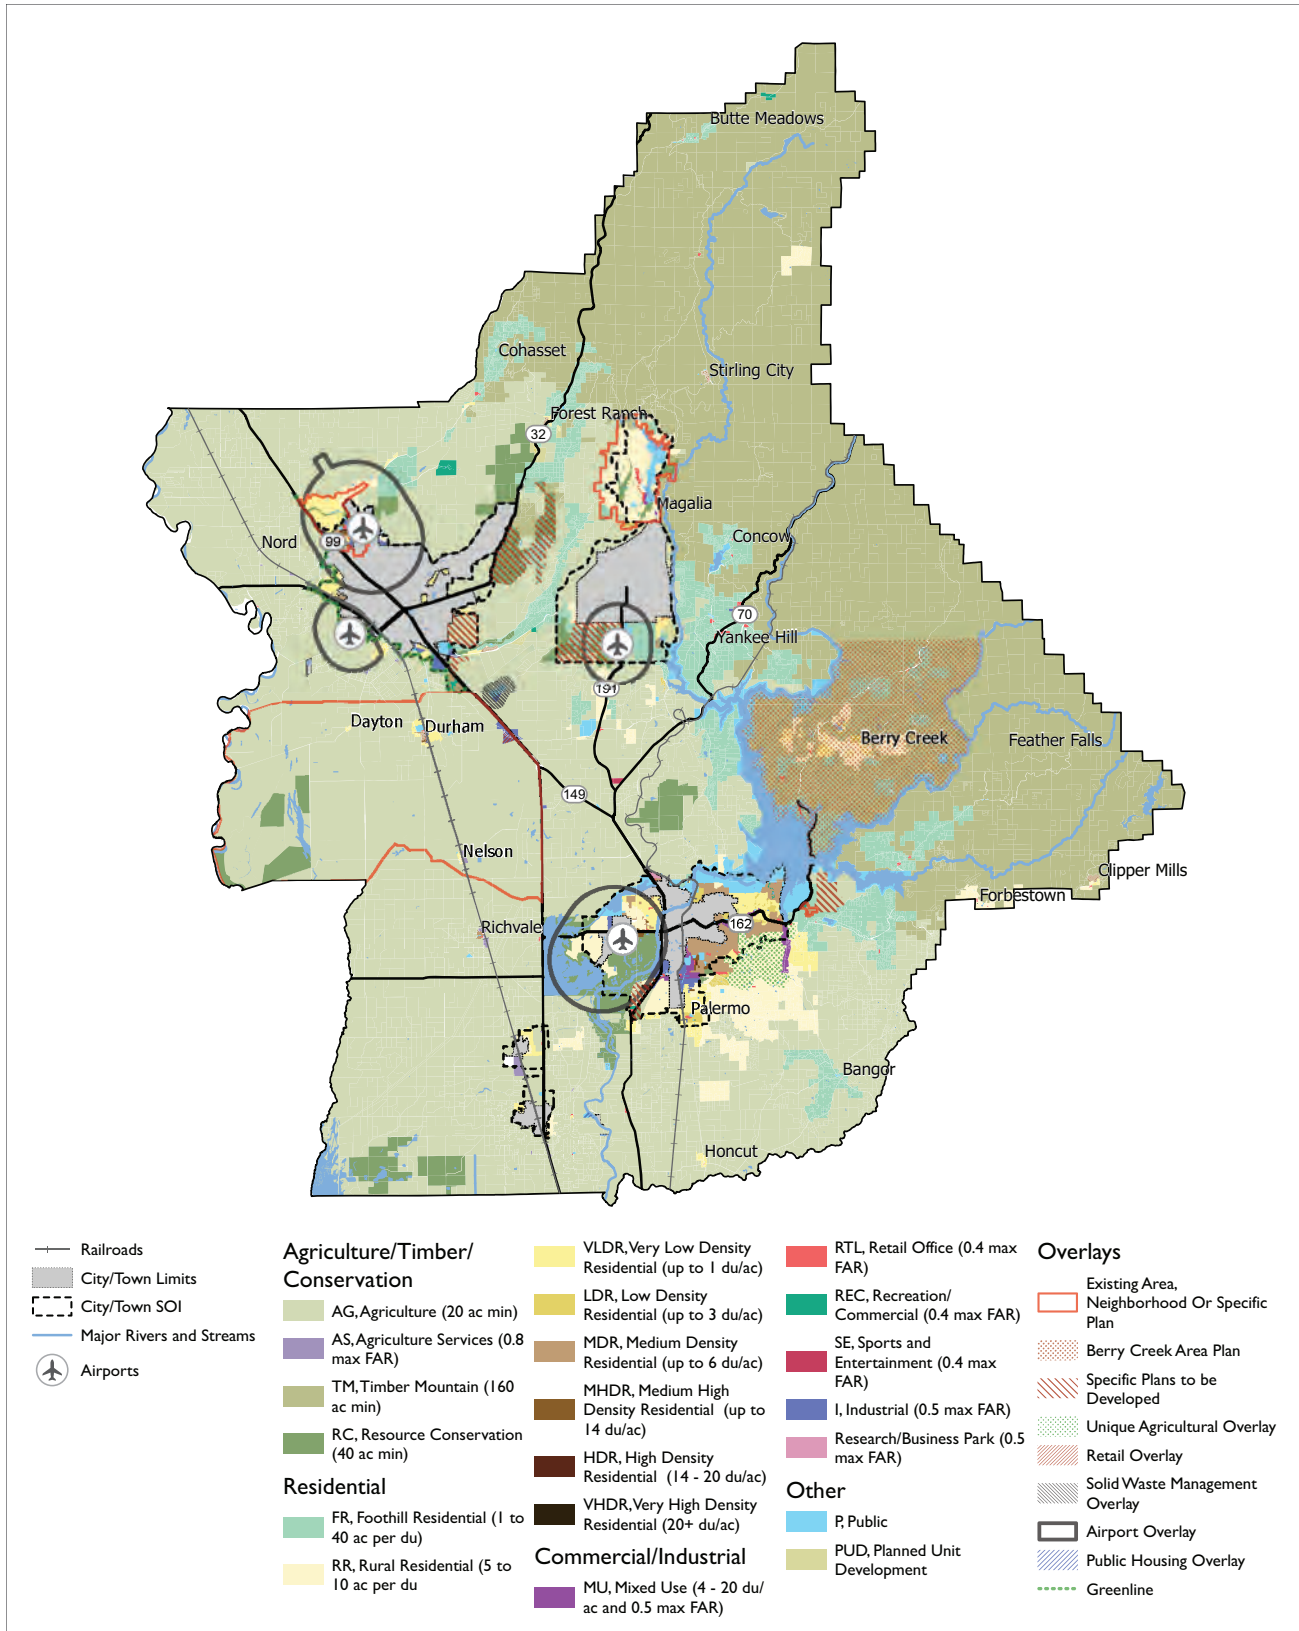 Butte Meadows
Cohasset
Stirling City
Forest Ranch
32
Magalia
Nord
99
Concow
70
Yankee Hill
191
Dayton
Durham
Berry Creek
Feather Falls
149
Nelson
Clipper Mills
Forbestown
Richvale
162
Palermo
Bangor
Honcut
Railroads
City/Town Limits
City/Town SOI
Major Rivers and Streams
Airports
Agriculture/Timber/
Conservation
AG, Agriculture (20 ac min)
AS, Agriculture Services (0.8
max FAR)
TM, Timber Mountain (160
ac min)
RC, Resource Conservation
(40 ac min)
Residential
FR, Foothill Residential (1 to
40 ac per du)
RR, Rural Residential (5 to
10 ac per du
VLDR, Very Low Density
Residential (up to 1 du/ac)
LDR, Low Density
Residential (up to 3 du/ac)
MDR, Medium Density
Residential (up to 6 du/ac)
MHDR, Medium High
Density Residential (up to
14 du/ac)
HDR, High Density
Residential (14 - 20 du/ac)
VHDR, Very High Density
Residential (20+ du/ac)
Commercial/Industrial
MU, Mixed Use (4 - 20 du/
ac and 0.5 max FAR)
RTL, Retail Office (0.4 max
FAR)
REC, Recreation/
Commercial (0.4 max FAR)
SE, Sports and
Entertainment (0.4 max
FAR)
I, Industrial (0.5 max FAR)
Research/Business Park (0.5
max FAR)
Other
P, Public
PUD, Planned Unit
Development
Overlays
Existing Area,
Neighborhood Or Specific
Plan
Berry Creek Area Plan
Specific Plans to be
Developed
Unique Agricultural Overlay
Retail Overlay
Solid Waste Management
Overlay
Airport Overlay
Public Housing Overlay
Greenline